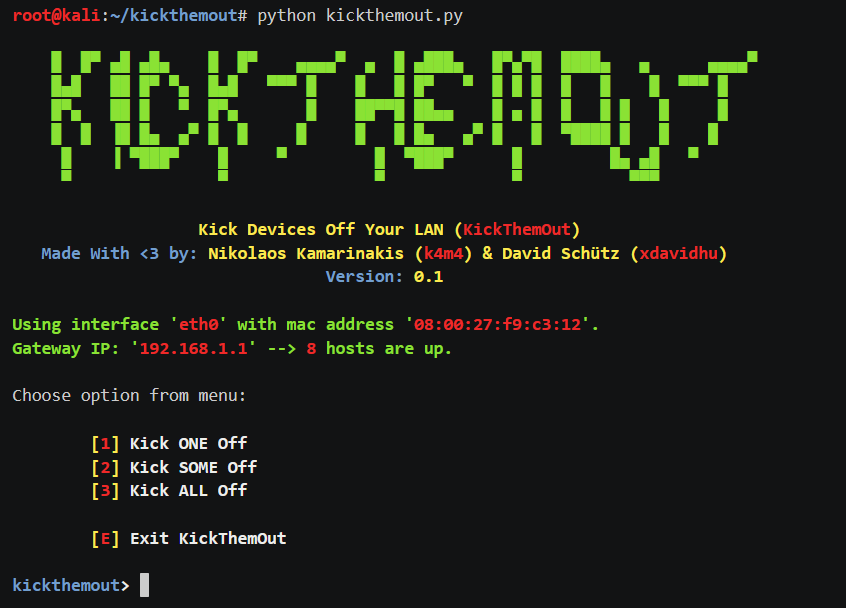 root@kali:~/kickthemout# python kickthemout.py
KICKTHEMOUT
Kick Devices Off Your LAN (KickThemOut)
Made With <3 by: Nikolaos Kamarinakis (k4m4) & David Schütz (xdavidhu)
Version: 0.1
Using interface 'eth0' with mac address '08:00:27:f9:c3:12'.
Gateway IP: '192.168.1.1' --> 8 hosts are up.
Choose option from menu:
[1] Kick ONE Off
[2] Kick SOME Off
[3] Kick ALL Off
[E] Exit KickThemOut
kickthemout>